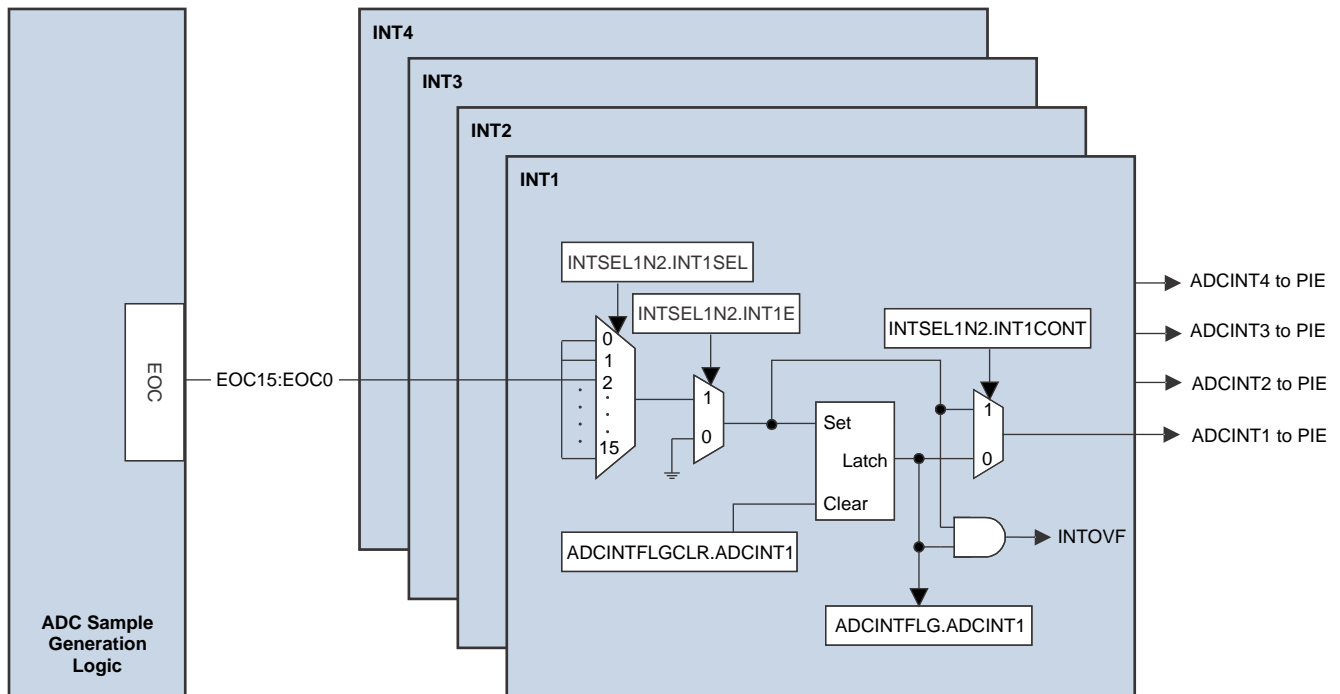 INT4
INT3
INT2
INT1
INTSEL1N2.INT1SEL
INTSEL1N2.INT1E
INTSEL1N2.INT1CONT
ADCINT4 to PIE
ADCINT3 to PIE
ADCINT2 to PIE
ADCINT1 to PIE
EOC
EOC15:EOC0
0
1
2
15
1
0
Set
Latch
Clear
1
0
ADCINTFLGCLR.ADCINT1
INTOVF
ADCINTFLG.ADCINT1
ADC Sample
Generation
Logic